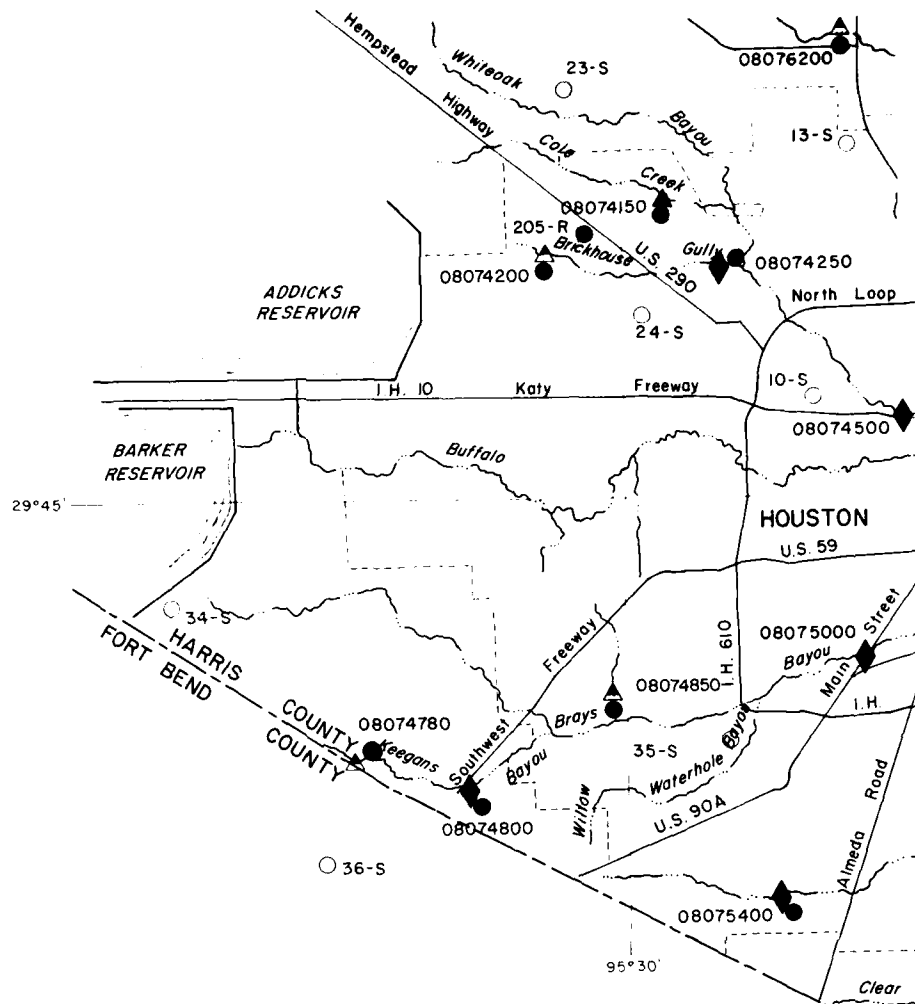 Hempstead
Highway
Whiteoak
Bayou
23-S
08076200
13-S
Cole
Creek
08074150
205-R
Brickhouse
Gully
U.S. 290
08074200
08074250
ADDICKS
RESERVOIR
24-S
North Loop
I.H. 10
Katy
Freeway
10-S
08074500
BARKER
RESERVOIR
Buffalo
29°45'
HOUSTON
U.S. 59
34-S
HARRIS
COUNTY
FORT BEND
COUNTY
Freeway
Southwest
I.H. 610
08075000
Bayou
Main Street
08074850
Brays
I.H.
08074780
Keegans
Bayou
35-S
Willow
Waterhole
Bayou
U.S. 90A
08074800
36-S
Almeda
Road
08075400
95°30'
Clear